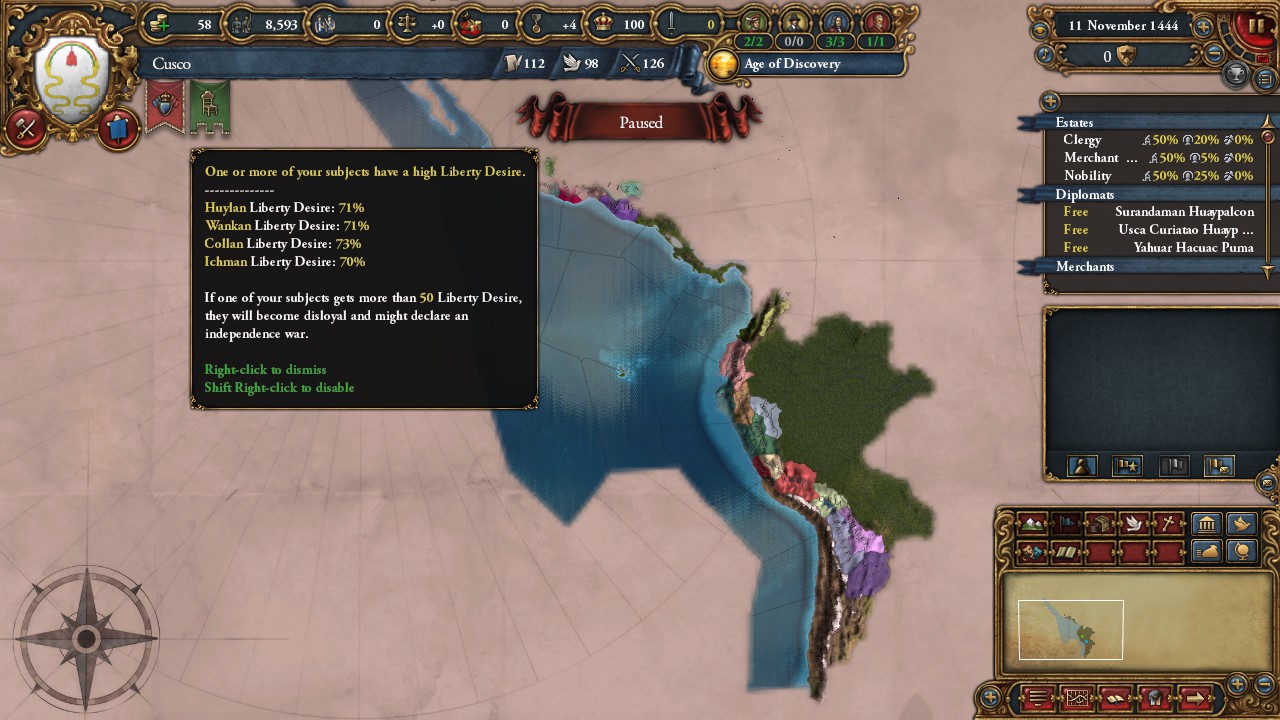 58 8,593 0 +0 0 +4 100 0
2/2 0/0 3/3 1/1
11 November 1444
0
Cusco
112 98 126
Age of Discovery
Paused
One or more of your subjects have a high Liberty Desire.
--------------
Huylan Liberty Desire: 71%
Wankan Liberty Desire: 71%
Collan Liberty Desire: 73%
Ichman Liberty Desire: 70%
If one of your subjects gets more than 50 Liberty Desire,
they will become disloyal and might declare an
independence war.
Right-click to dismiss
Shift Right-click to disable
Estates
Clergy 50% 20% 0%
Merchant ... 50% 5% 0%
Nobility 50% 25% 0%
Diplomats
Free Surandaman Huaypalcon
Free Usca Curiatao Huayp ...
Free Yahuar Hacuac Puma
Merchants